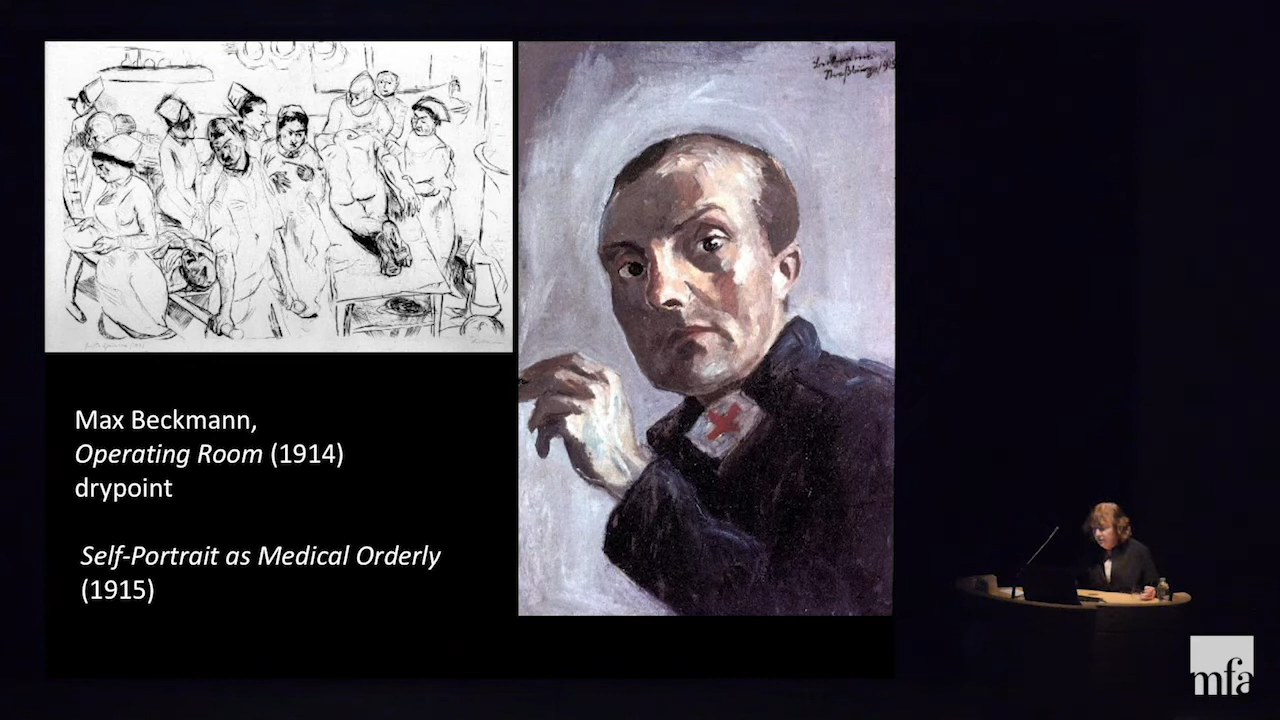 Max Beckmann,
Operating Room (1914)
drypoint
Self-Portrait as Medical Orderly
(1915)
mfa